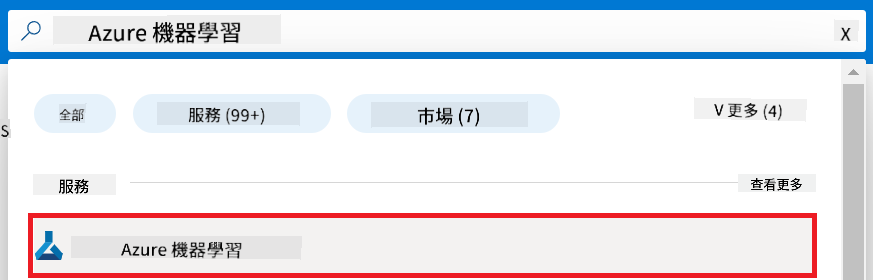 Azure 機器學習 X
全部 服務 (99+) 市場 (7) V 更多 (4)
S
服務 查看更多
Azure 機器學習